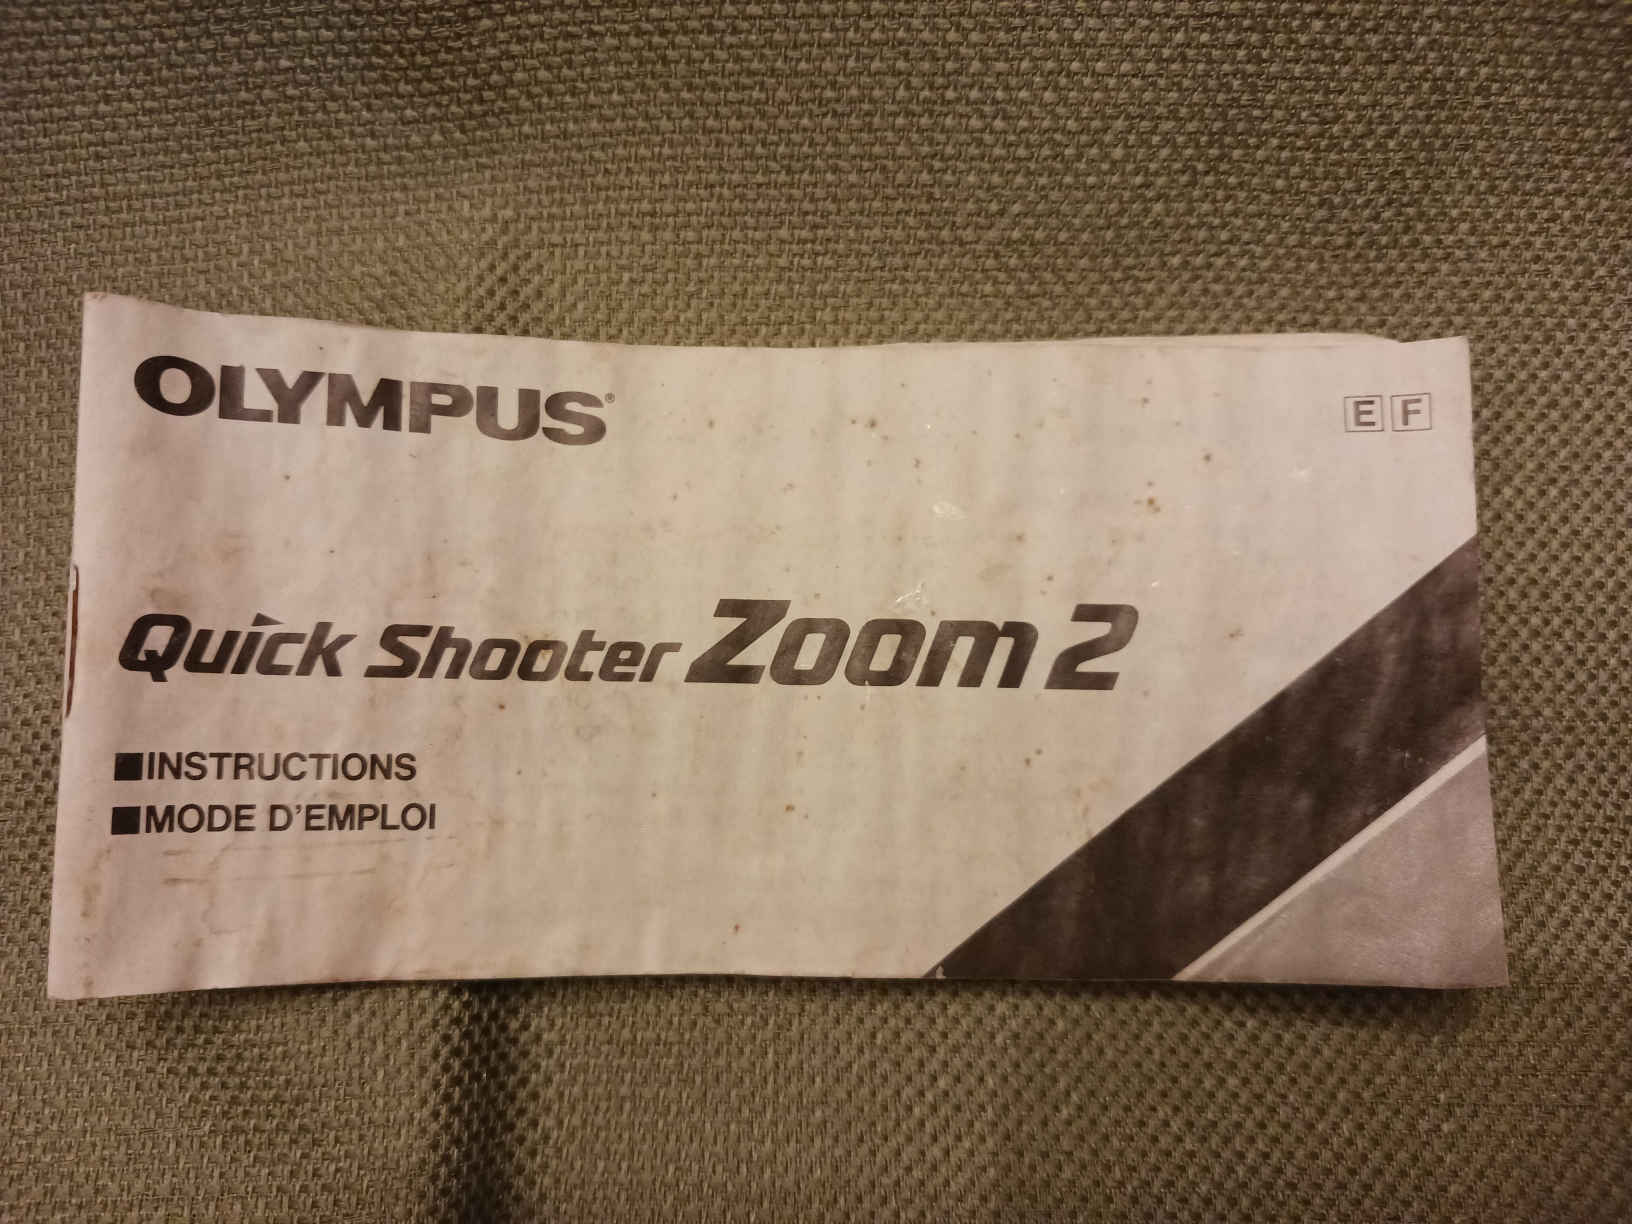 OLYMPUS®
E F
Quick Shooter Zoom 2
■INSTRUCTIONS
■MODE D'EMPLOI